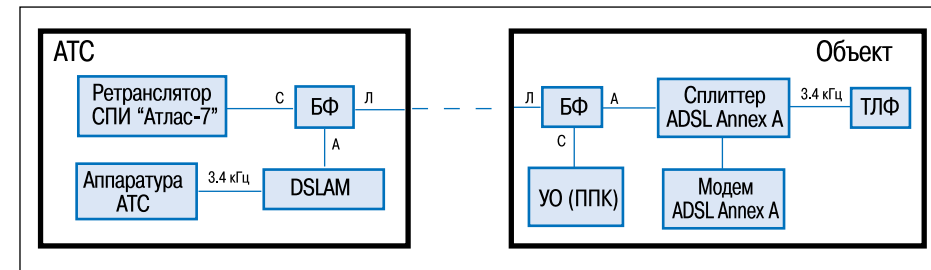 АТС
Ретранслятор
СПИ "Атлас-7"
С
БФ
Л
А
Аппаратура
АТС
3.4 кГц
DSLAM
Объект
Л
БФ
А
Сплиттер
ADSL Annex A
3.4 кГц
ТЛФ
С
УО (ППК)
Модем
ADSL Annex A